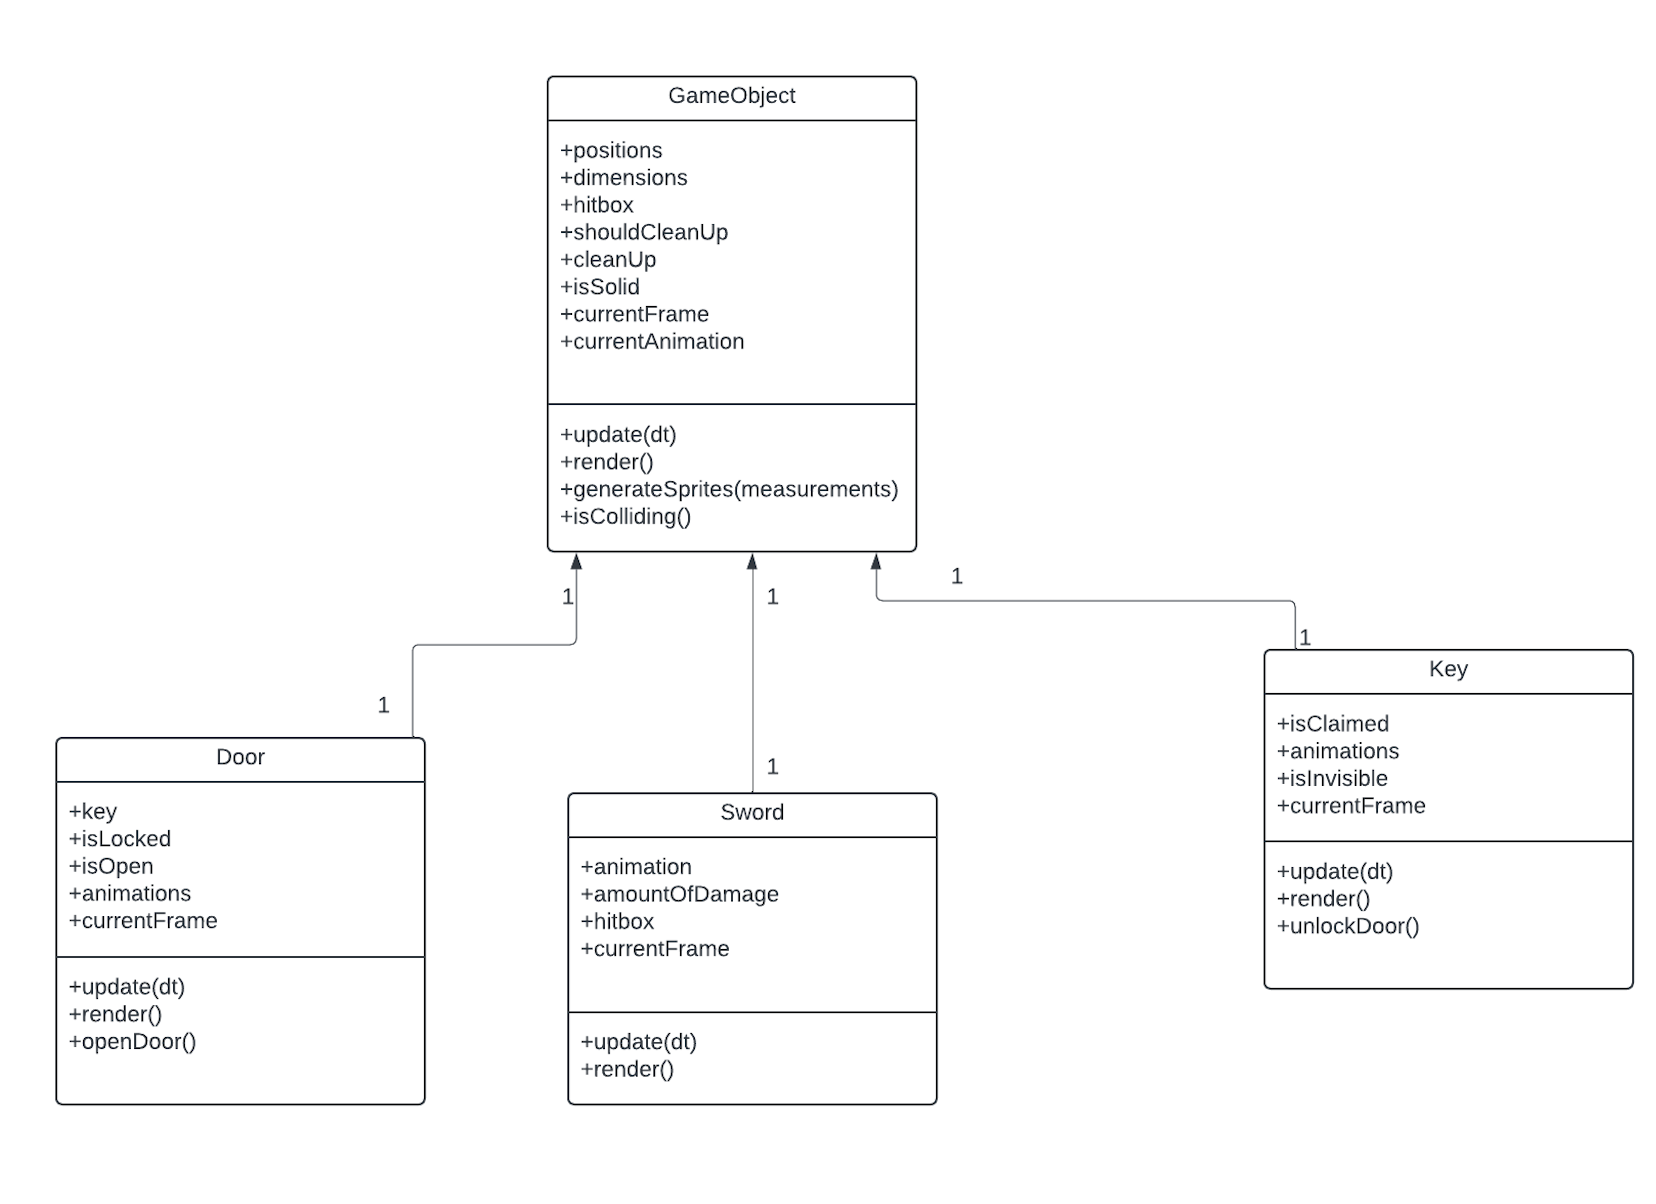 GameObject
+positions
+dimensions
+hitbox
+shouldCleanUp
+cleanUp
+isSolid
+currentFrame
+currentAnimation
+update(dt)
+render()
+generateSprites(measurements)
+isColliding()
1
1
1
1
1
1
Door
+key
+isLocked
+isOpen
+animations
+currentFrame
+update(dt)
+render()
+openDoor()
Sword
+animation
+amountOfDamage
+hitbox
+currentFrame
+update(dt)
+render()
Key
+isClaimed
+animations
+isInvisible
+currentFrame
+update(dt)
+render()
+unlockDoor()